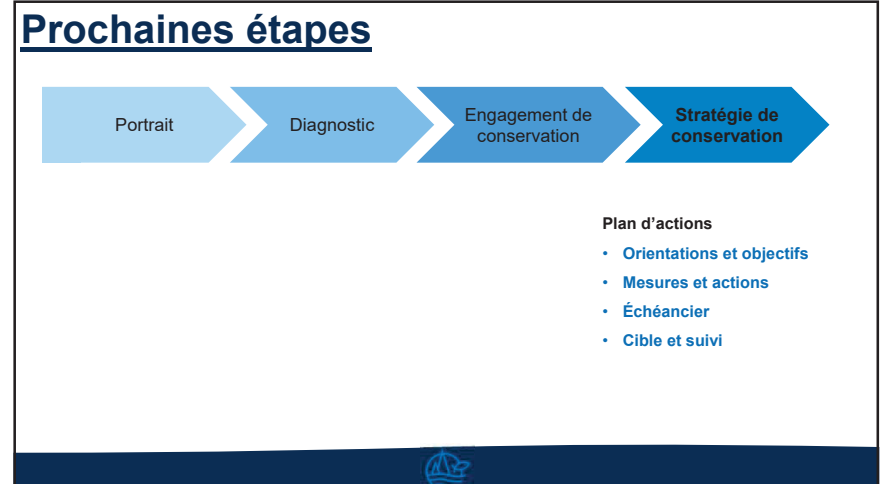 Prochaines étapes
Portrait
Diagnostic
Engagement de
conservation
Stratégie de
conservation
Plan d’actions
• Orientations et objectifs
• Mesures et actions
• Échéancier
• Cible et suivi